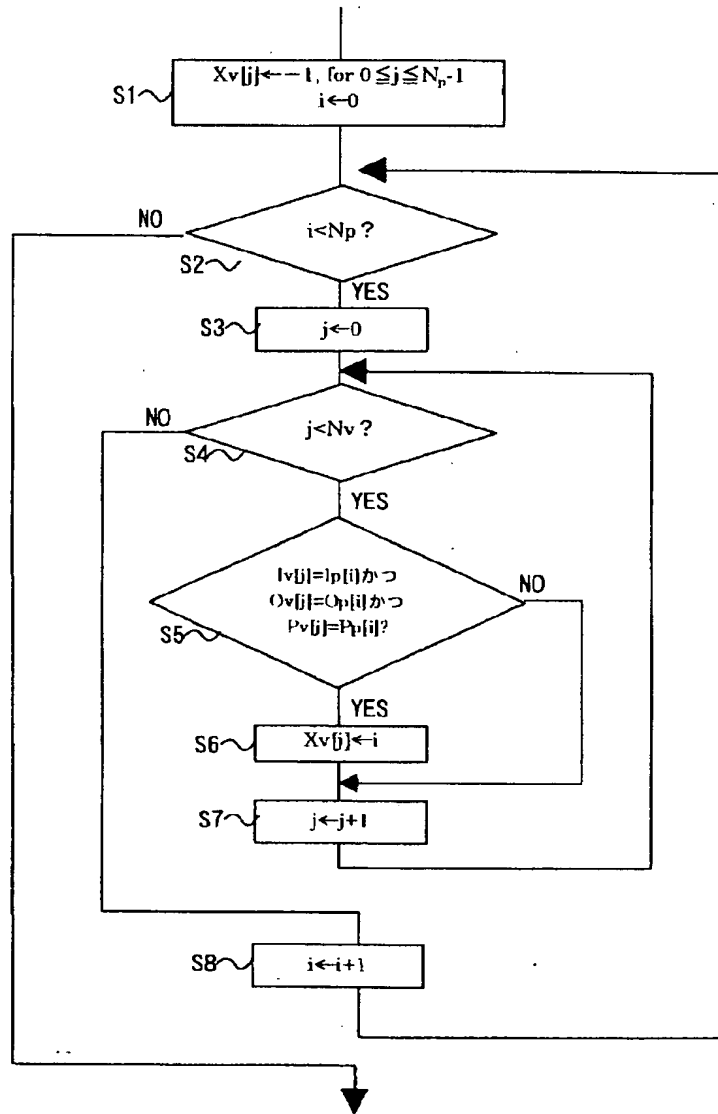 Xv[j]←−1, for 0≦j≦Np-1
i←0
S1
NO
i<Np?
S2
YES
S3
j←0
NO
j<Nv?
S4
YES
Iv[j]=Ip[i]かつ
Ov[j]=Op[i]かつ
Pv[j]=Pp[i]?
NO
S5
YES
S6
Xv[j]←i
S7
j←j+1
S8
i←i+1